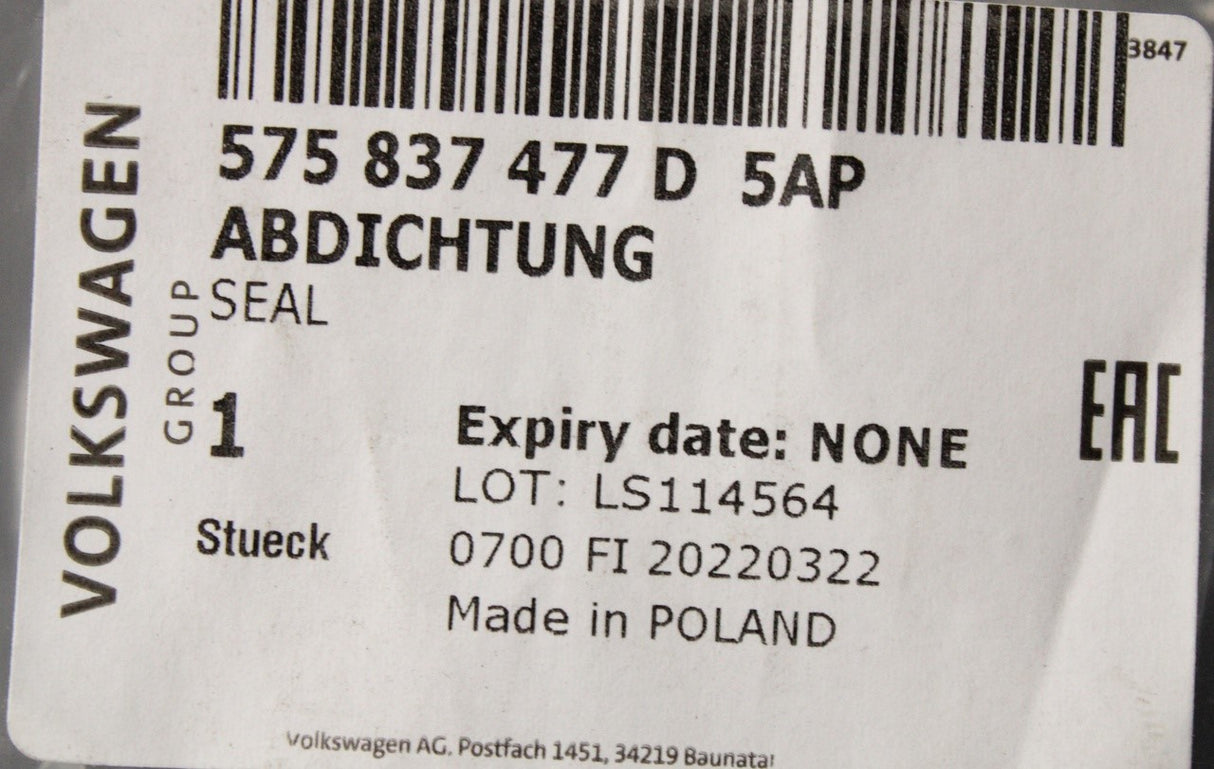 3847
575 837 477 D 5AP
ABDICHTUNG
SEAL
VOLKSWAGEN
GROUP
1
Expiry date: NONE
EAC
LOT: LS114564
Stueck
0700 FI 20220322
Made in POLAND
Volkswagen AG. Postfach 1451, 34219 Baunatal